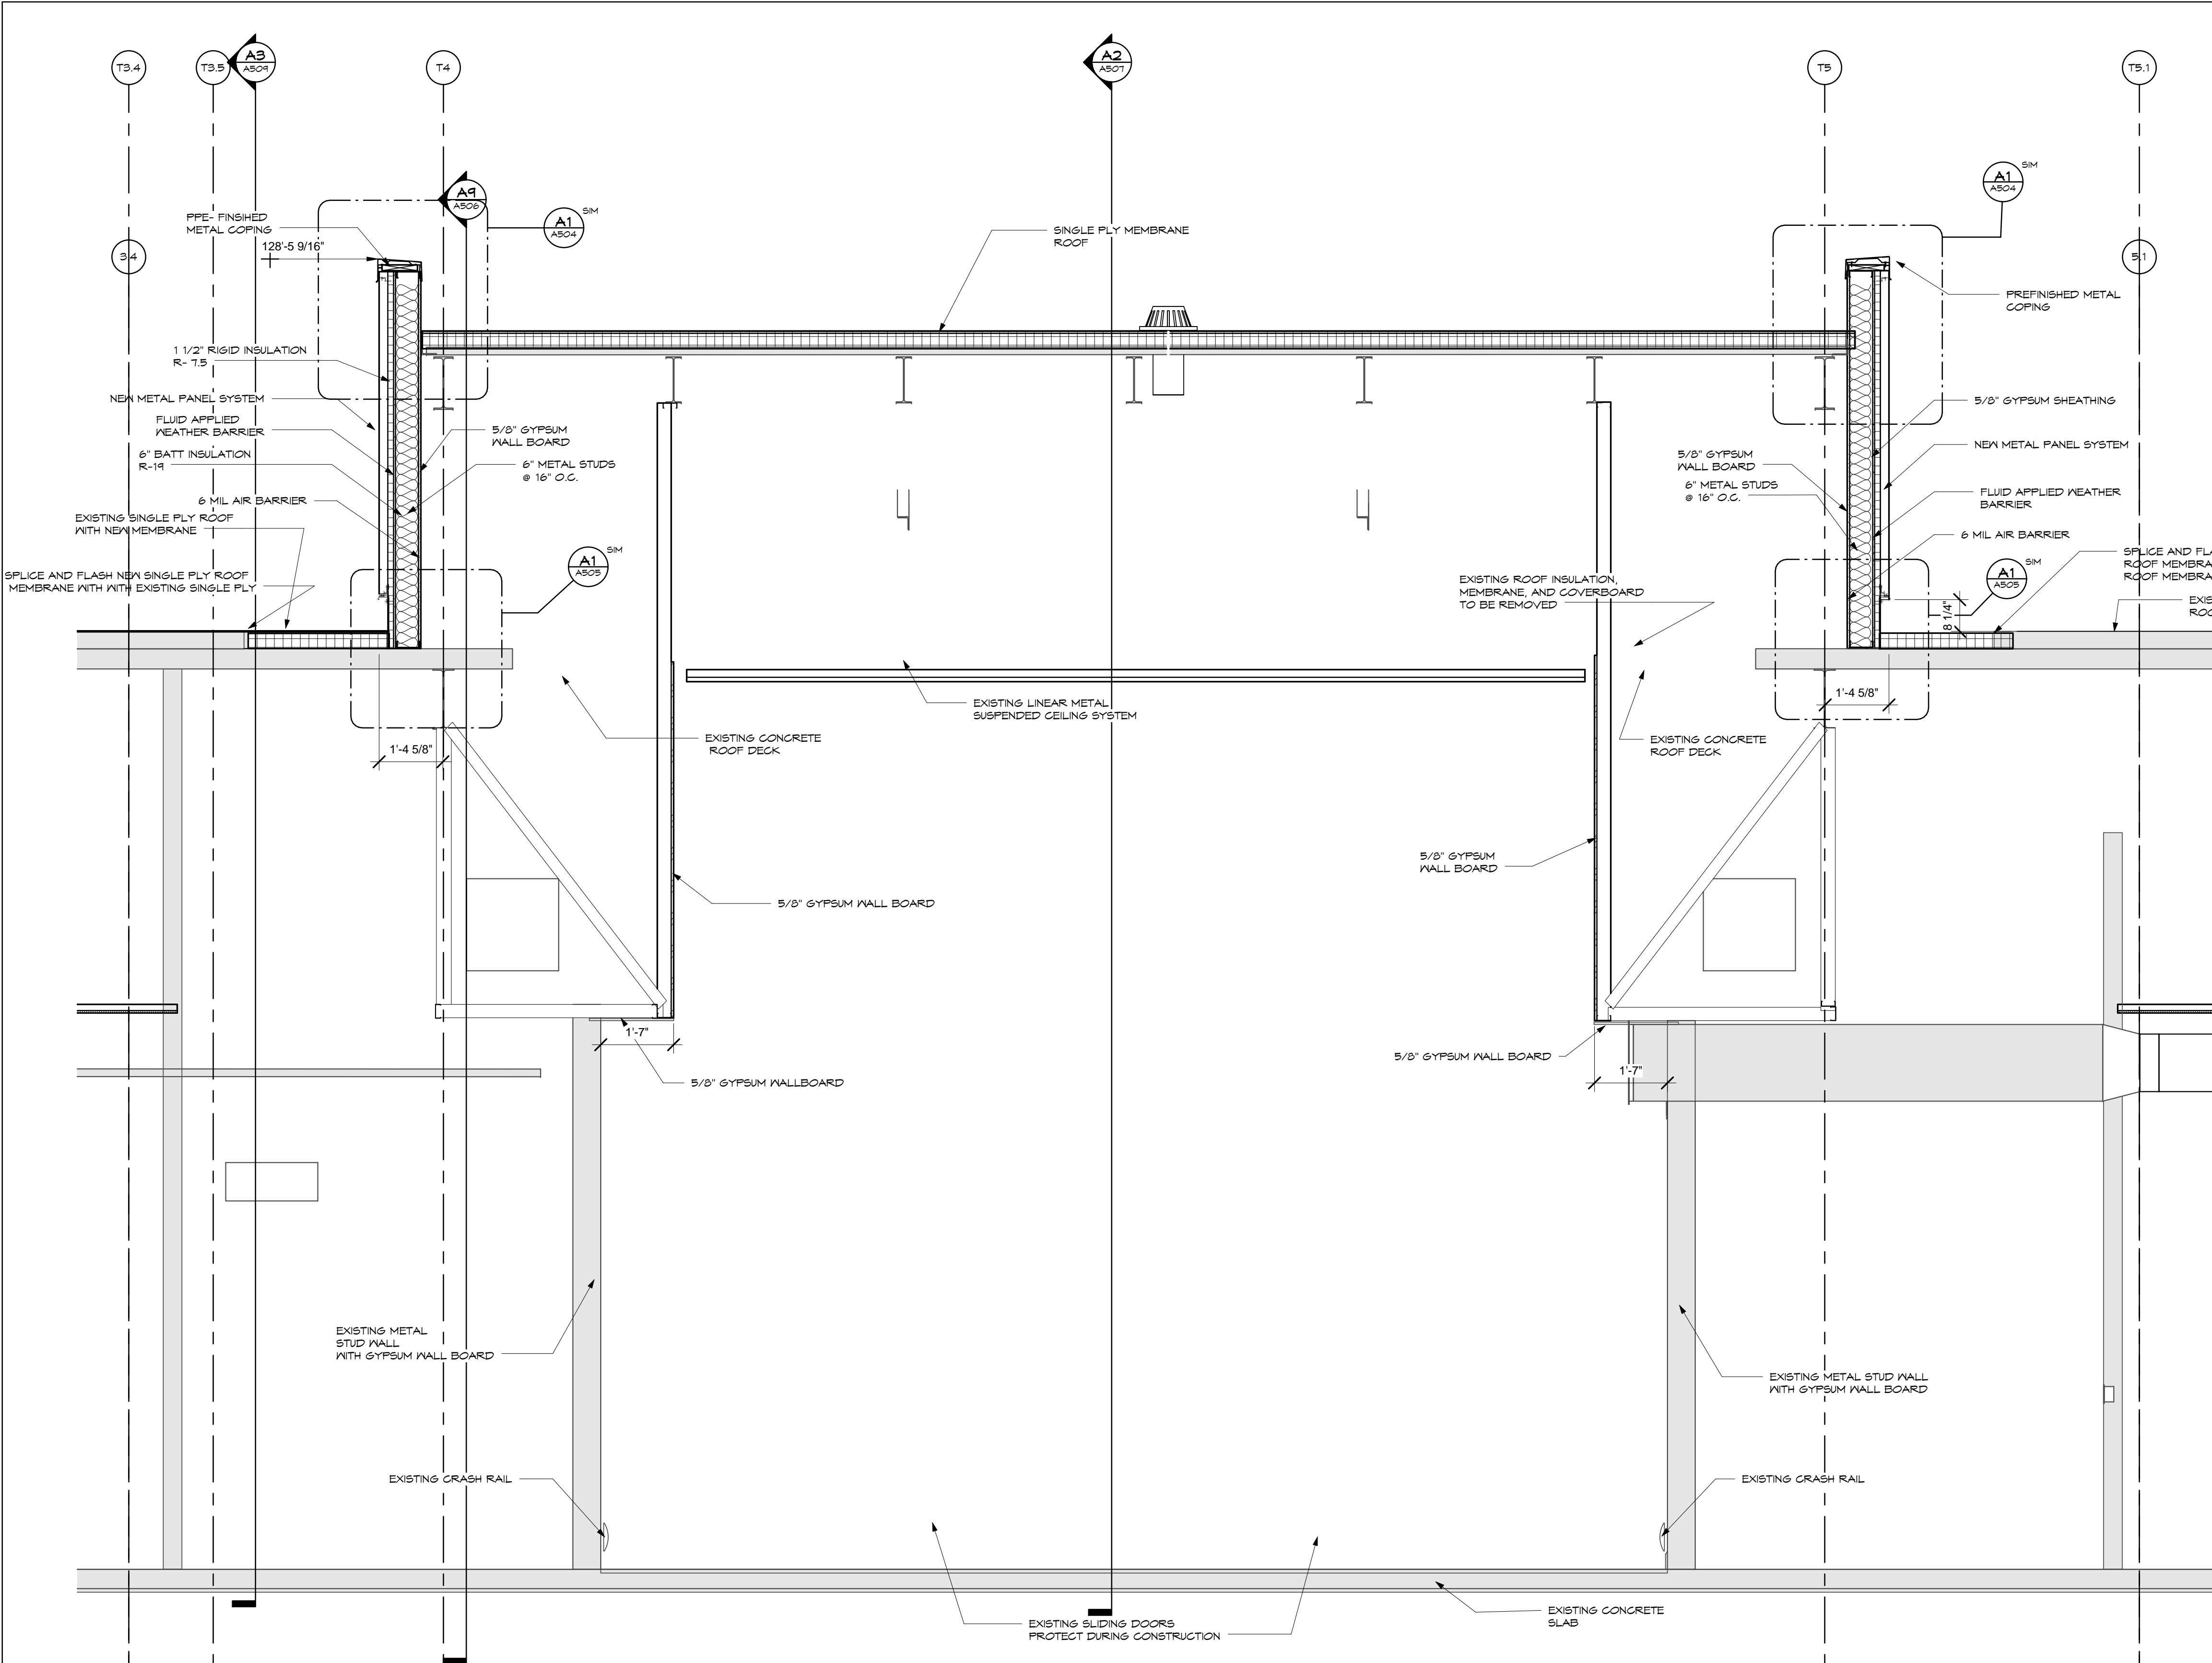 T3.4
T3.5
A3
A509
T4
A2
A507
T5
T5.1
A9
A506
A1
A504
SIM
A1
A504
SIM
PPE- FINSIHED
METAL COPING
128'-5 9/16"
3.4
5.1
SINGLE PLY MEMBRANE
ROOF
PREFINISHED METAL
COPING
1 1/2" RIGID INSULATION
R- 7.5
NEW METAL PANEL SYSTEM
FLUID APPLIED
WEATHER BARRIER
6" BATT INSULATION
R-19
6 MIL AIR BARRIER
EXISTING SINGLE PLY ROOF
WITH NEW MEMBRANE
SPLICE AND FLASH NEW SINGLE PLY ROOF
MEMBRANE WITH WITH EXISTING SINGLE PLY
5/8" GYPSUM
WALL BOARD
6" METAL STUDS
@ 16" O.C.
A1
A505
SIM
5/8" GYPSUM SHEATHING
NEW METAL PANEL SYSTEM
5/8" GYPSUM
WALL BOARD
6" METAL STUDS
@ 16" O.C.
FLUID APPLIED WEATHER
BARRIER
6 MIL AIR BARRIER
A1
A505
SIM
SPLICE AND FLA
ROOF MEMBRA
ROOF MEMBRA
EXIS
ROO
8 1/4"
EXISTING ROOF INSULATION,
MEMBRANE, AND COVERBOARD
TO BE REMOVED
1'-4 5/8"
1'-4 5/8"
EXISTING LINEAR METAL
SUSPENDED CEILING SYSTEM
EXISTING CONCRETE
ROOF DECK
EXISTING CONCRETE
ROOF DECK
5/8" GYPSUM
WALL BOARD
5/8" GYPSUM WALL BOARD
1'-7"
5/8" GYPSUM WALLBOARD
5/8" GYPSUM WALL BOARD
1'-7"
EXISTING METAL
STUD WALL
WITH GYPSUM WALL BOARD
EXISTING METAL STUD WALL
WITH GYPSUM WALL BOARD
EXISTING CRASH RAIL
EXISTING CRASH RAIL
EXISTING SLIDING DOORS
PROTECT DURING CONSTRUCTION
EXISTING CONCRETE
SLAB